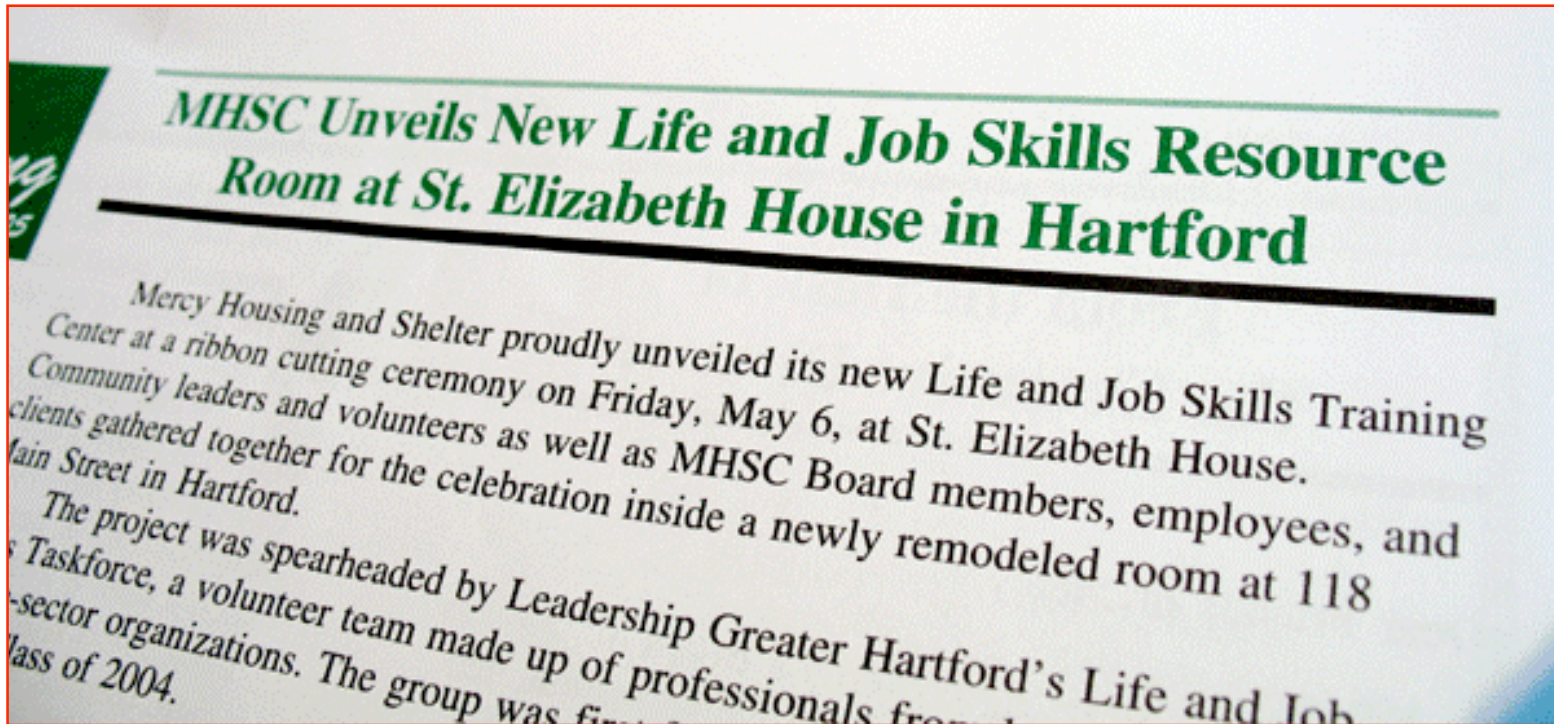 MHSC Unveils New Life and Job Skills Resource
Room at St. Elizabeth House in Hartford
Mercy Housing and Shelter proudly unveiled its new Life and Job Skills Training
Center at a ribbon cutting ceremony on Friday, May 6, at St. Elizabeth House.
Community leaders and volunteers as well as MHSC Board members, employees, and
clients gathered together for the celebration inside a newly remodeled room at 118
Main Street in Hartford.
The project was spearheaded by Leadership Greater Hartford's Life and Job
Taskforce, a volunteer team made up of professionals from
-sector organizations. The group was first
lass of 2004.